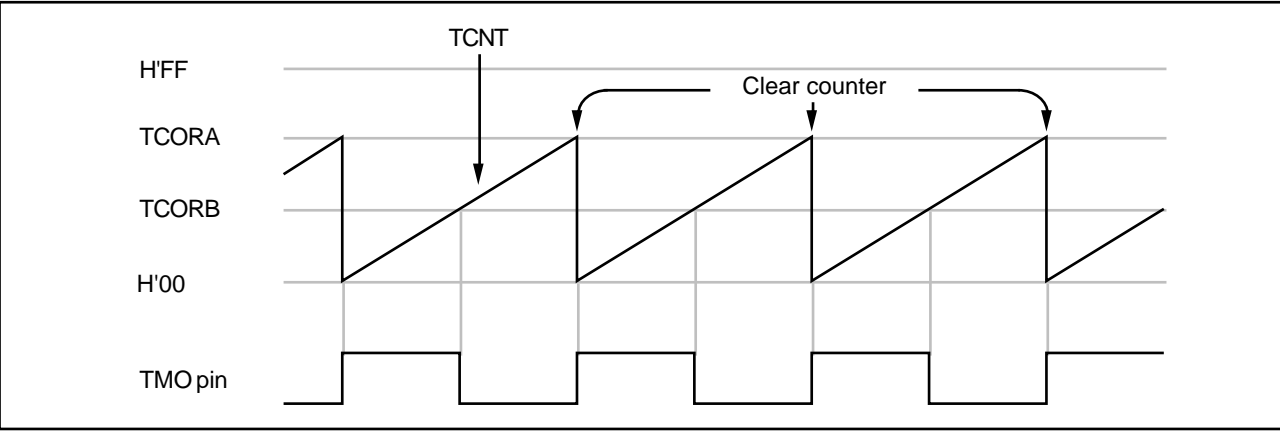 TCNT
H'FF
Clear counter
TCORA
TCORB
H'00
TMO pin